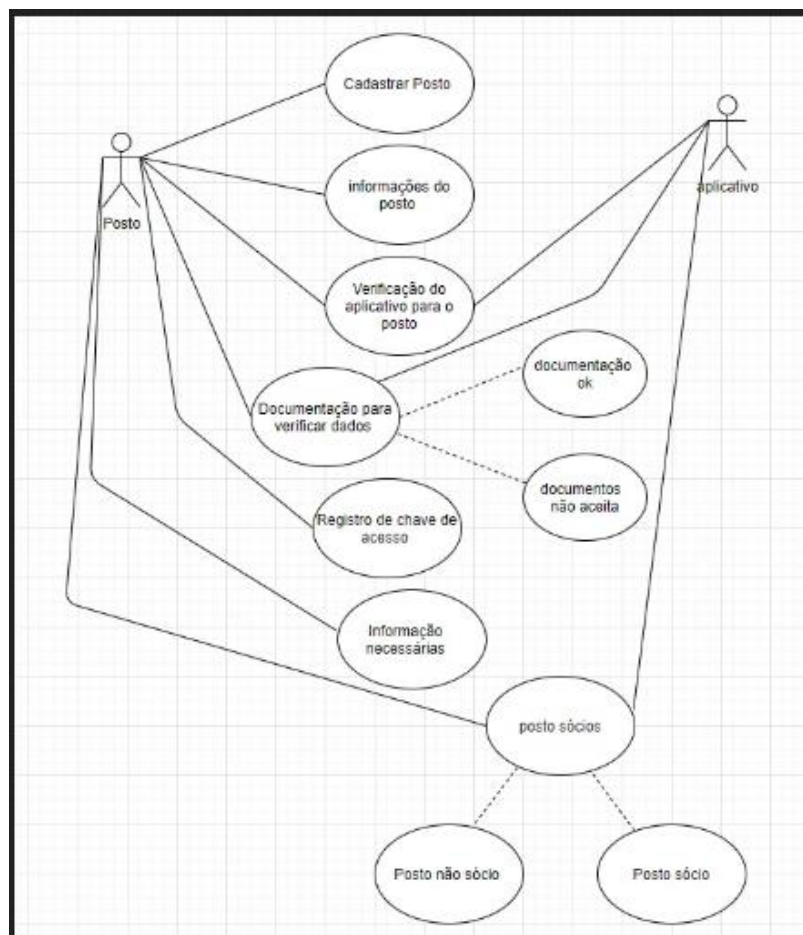 Cadastrar Posto
aplicativo
informações do
posto
Posto
Verificação do
aplicativo para o
posto
documentação
ok
Documentação para
verificar dados
documentos
não aceita
Registro de chave de
acesso
Informação
necessárias
posto sócios
Posto não sócio
Posto sócio